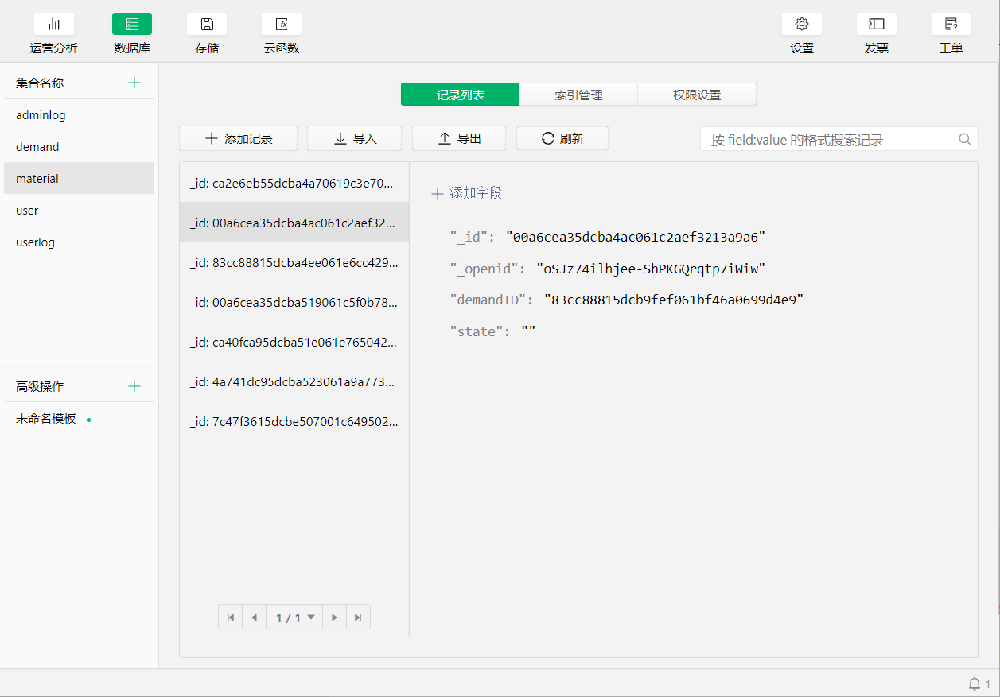 运营分析 数据库 存储 云函数 设置 发票 工单
集合名称
adminlog
demand
material
user
userlog
高级操作
未命名模板
记录列表 索引管理 权限设置
添加记录 导入 导出 刷新 按 field:value 的格式搜索记录
_id: ca2e6eb55dcba4a70619c3e70...
_id: 00a6cea35dcba4ac061c2aef32...
_id: 83cc88815dcba4ee061e6cc429...
_id: 00a6cea35dcba519061c5f0b78...
_id: ca40fca95dcba51e061e765042...
_id: 4a741dc95dcba523061a9a773...
_id: 7c47f3615dcbe507001c649502...
1 / 1
添加字段
"_id": "00a6cea35dcba4ac061c2aef3213a9a6"
"_openid": "oSJz74ilhjee-ShPKGQrqtp7iWiw"
"demandID": "83cc88815dcb9fef061bf46a0699d4e9"
"state": ""
1